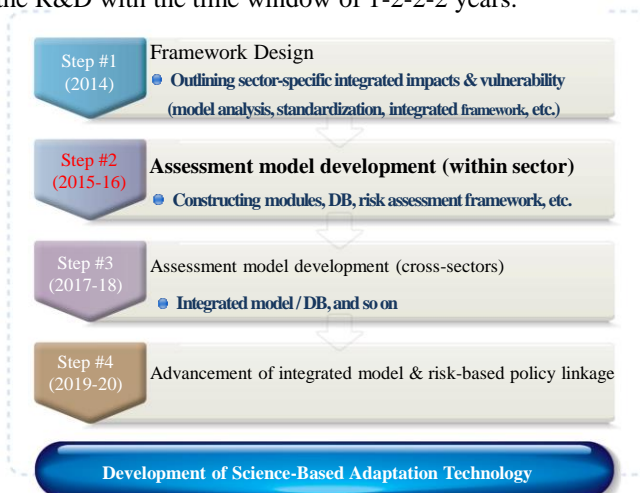 the R&D with the time window of 1-2-2-2 years.
Step #1
(2014)
Framework Design
Outlining sector-specific integrated impacts & vulnerability
(model analysis, standardization, integrated framework, etc.)
Step #2
(2015-16)
Assessment model development (within sector)
Constructing modules, DB, risk assessment framework, etc.
Step #3
(2017-18)
Assessment model development (cross-sectors)
Integrated model / DB, and so on
Step #4
(2019-20)
Advancement of integrated model & risk-based policy linkage
Development of Science-Based Adaptation Technology